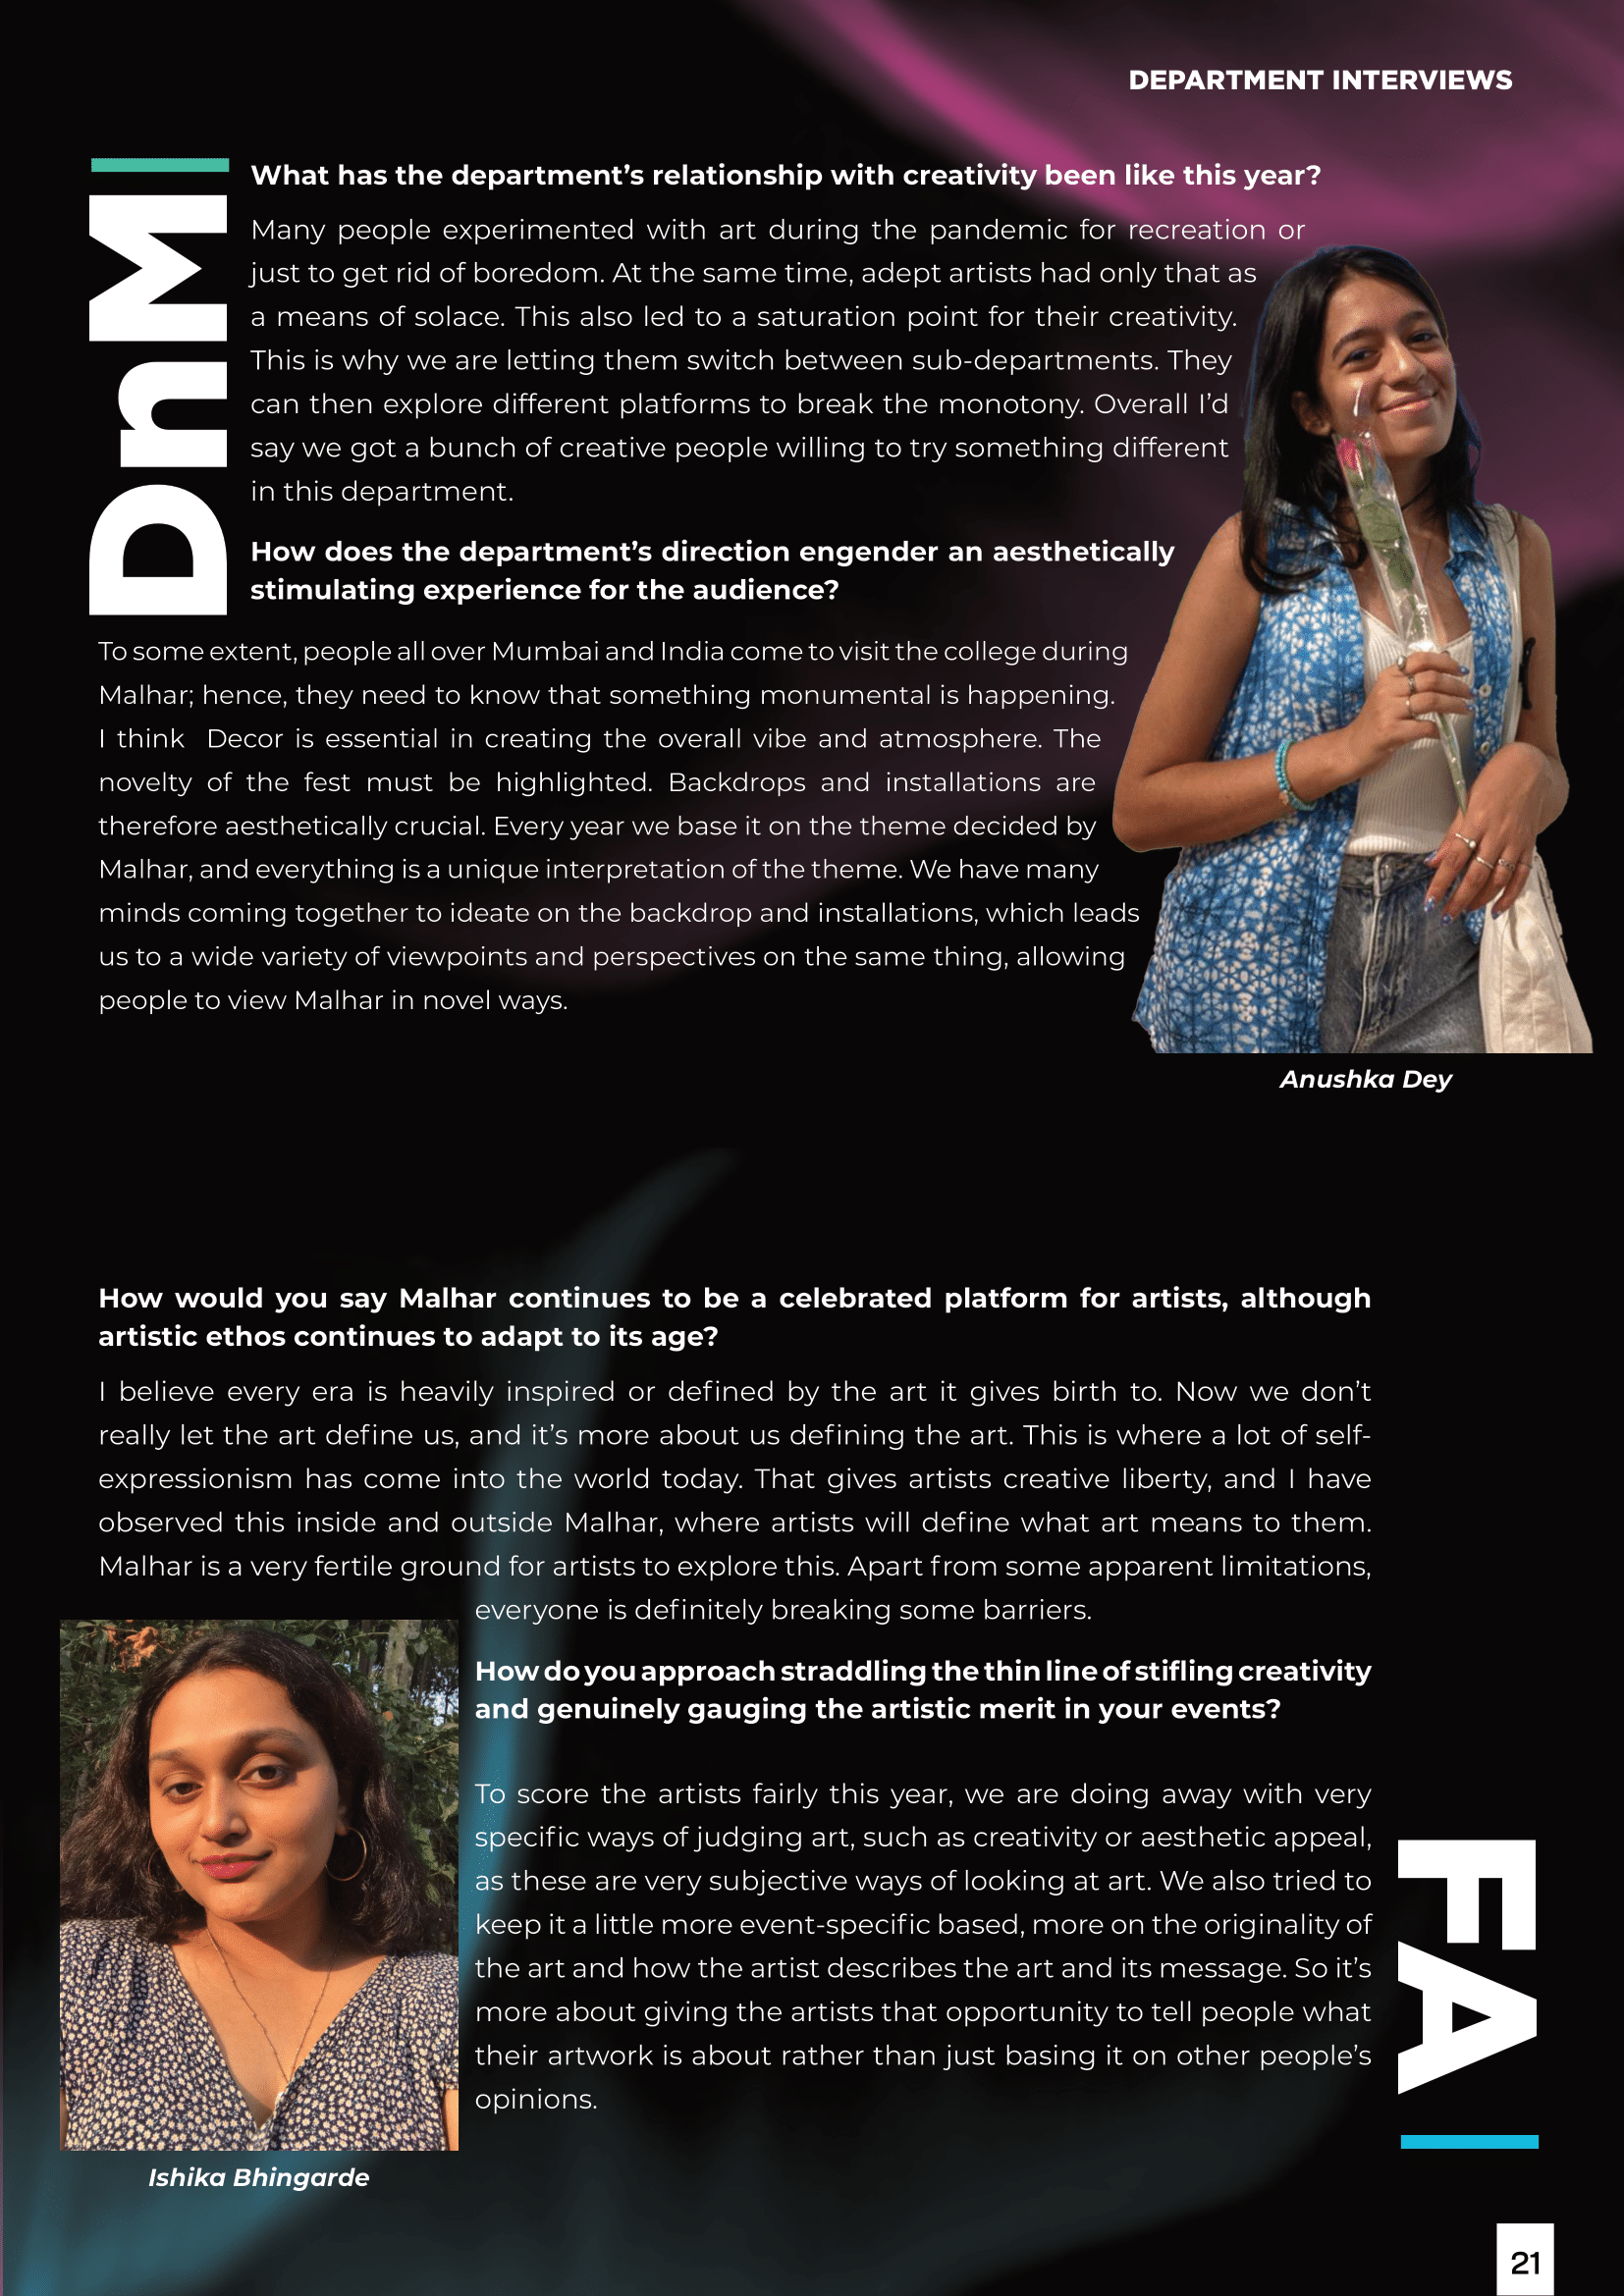 DEPARTMENT INTERVIEWS
DnM
What has the department’s relationship with creativity been like this year?
Many people experimented with art during the pandemic for recreation or
just to get rid of boredom. At the same time, adept artists had only that as
a means of solace. This also led to a saturation point for their creativity.
This is why we are letting them switch between sub-departments. They
can then explore different platforms to break the monotony. Overall I’d
say we got a bunch of creative people willing to try something different
in this department.
How does the department’s direction engender an aesthetically
stimulating experience for the audience?
To some extent, people all over Mumbai and India come to visit the college during
Malhar; hence, they need to know that something monumental is happening.
I think Decor is essential in creating the overall vibe and atmosphere. The
novelty of the fest must be highlighted. Backdrops and installations are
therefore aesthetically crucial. Every year we base it on the theme decided by
Malhar, and everything is a unique interpretation of the theme. We have many
minds coming together to ideate on the backdrop and installations, which leads
us to a wide variety of viewpoints and perspectives on the same thing, allowing
people to view Malhar in novel ways.
Anushka Dey
How would you say Malhar continues to be a celebrated platform for artists, although
artistic ethos continues to adapt to its age?
I believe every era is heavily inspired or defined by the art it gives birth to. Now we don’t
really let the art define us, and it’s more about us defining the art. This is where a lot of self-
expressionism has come into the world today. That gives artists creative liberty, and I have
observed this inside and outside Malhar, where artists will define what art means to them.
Malhar is a very fertile ground for artists to explore this. Apart from some apparent limitations,
everyone is definitely breaking some barriers.
How do you approach straddling the thin line of stifling creativity
and genuinely gauging the artistic merit in your events?
To score the artists fairly this year, we are doing away with very
specific ways of judging art, such as creativity or aesthetic appeal,
as these are very subjective ways of looking at art. We also tried to
keep it a little more event-specific based, more on the originality of
the art and how the artist describes the art and its message. So it’s
more about giving the artists that opportunity to tell people what
their artwork is about rather than just basing it on other people’s
opinions.
FA
Ishika Bhingarde
21